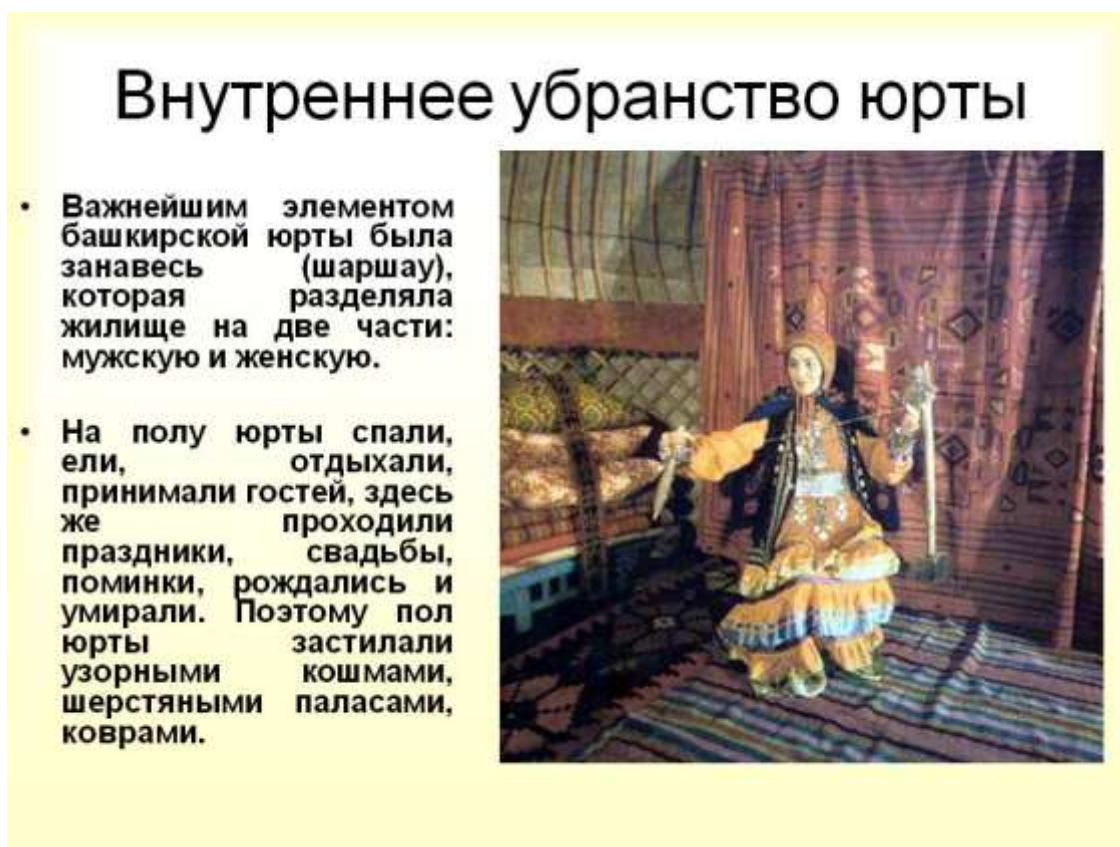 Внутреннее убранство юрты
• Важнейшим элементом
башкирской юрты была
занавесь (шаршау),
которая разделяла
жилище на две части:
мужскую и женскую.
• На полу юрты спали,
ели, отдыхали,
принимали гостей, здесь
же проходили
праздники, свадьбы,
поминки, рождались и
умирали. Поэтому пол
юрты застилали
узорными кошмами,
шерстяными паласами,
коврами.